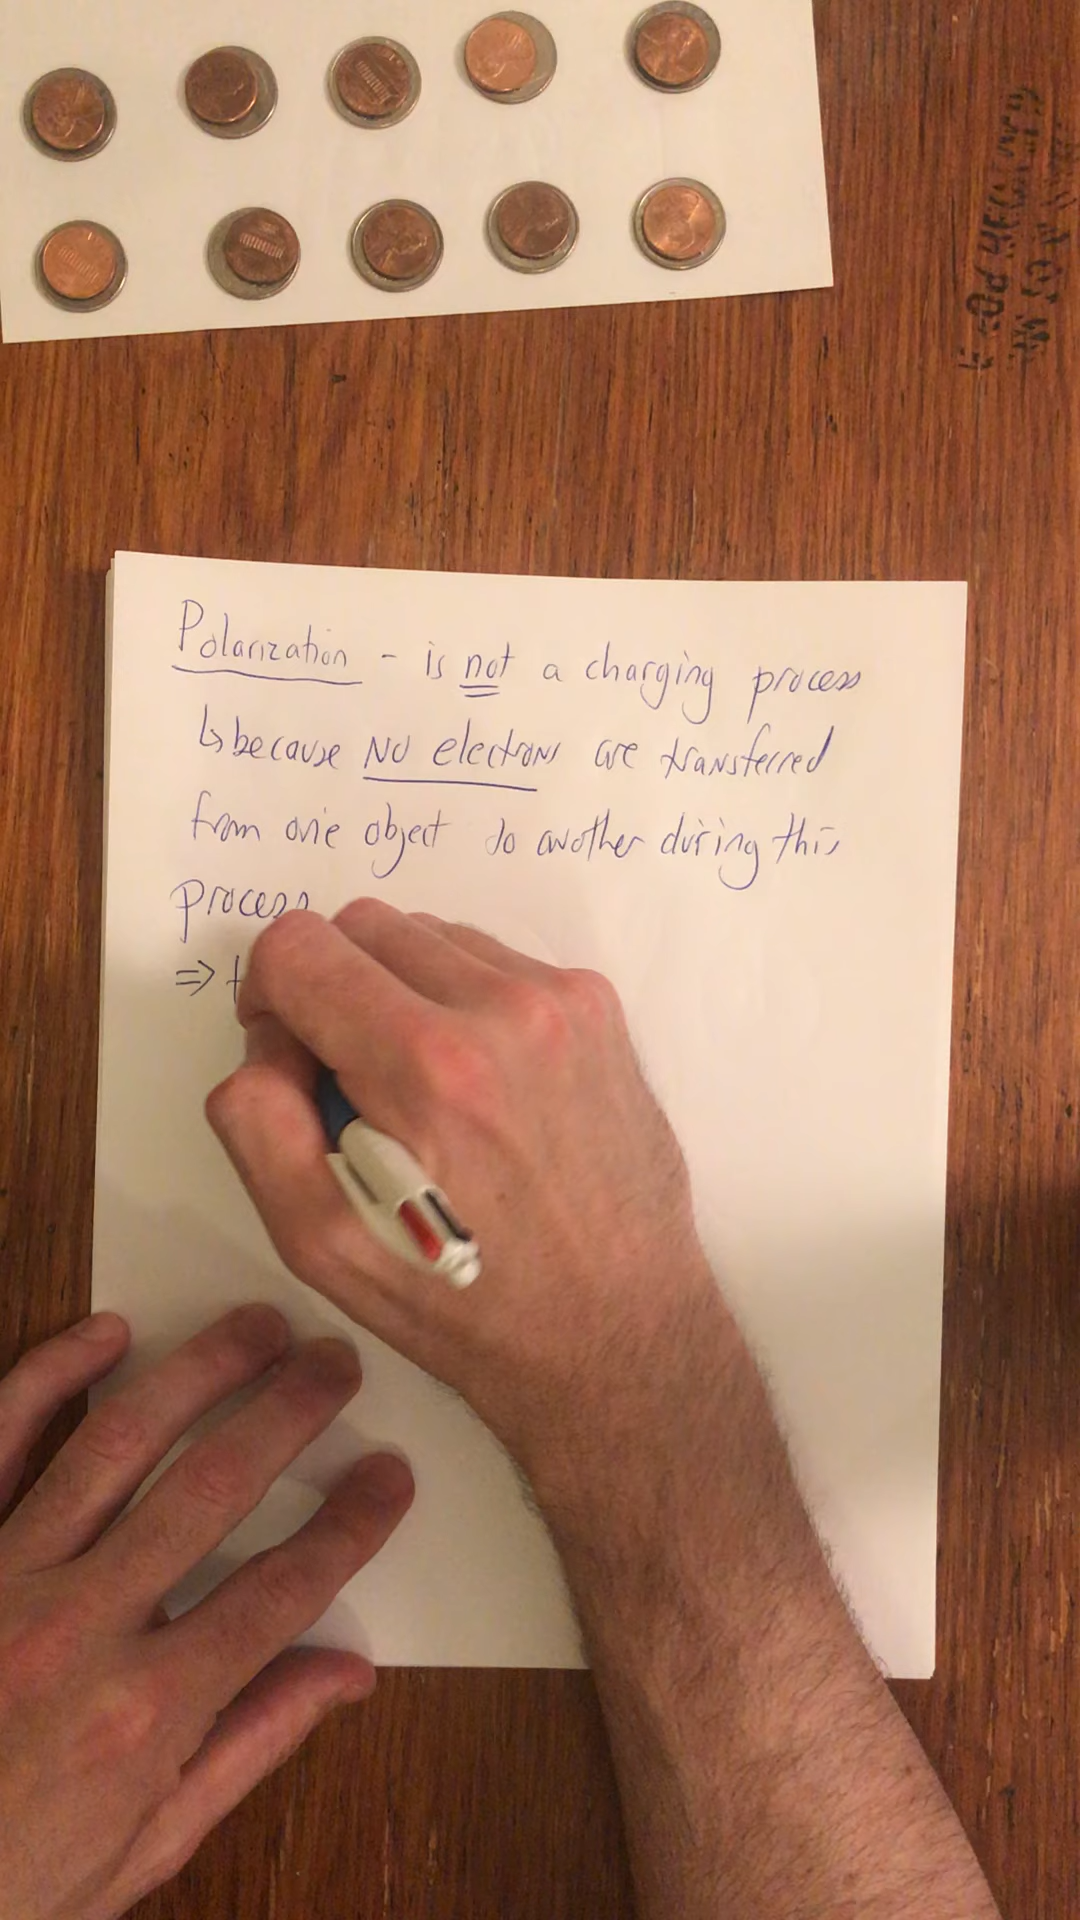 Polarization - is not a charging process
↳ because NO electrons are transferred
from one object to another during this
process
⇒ t